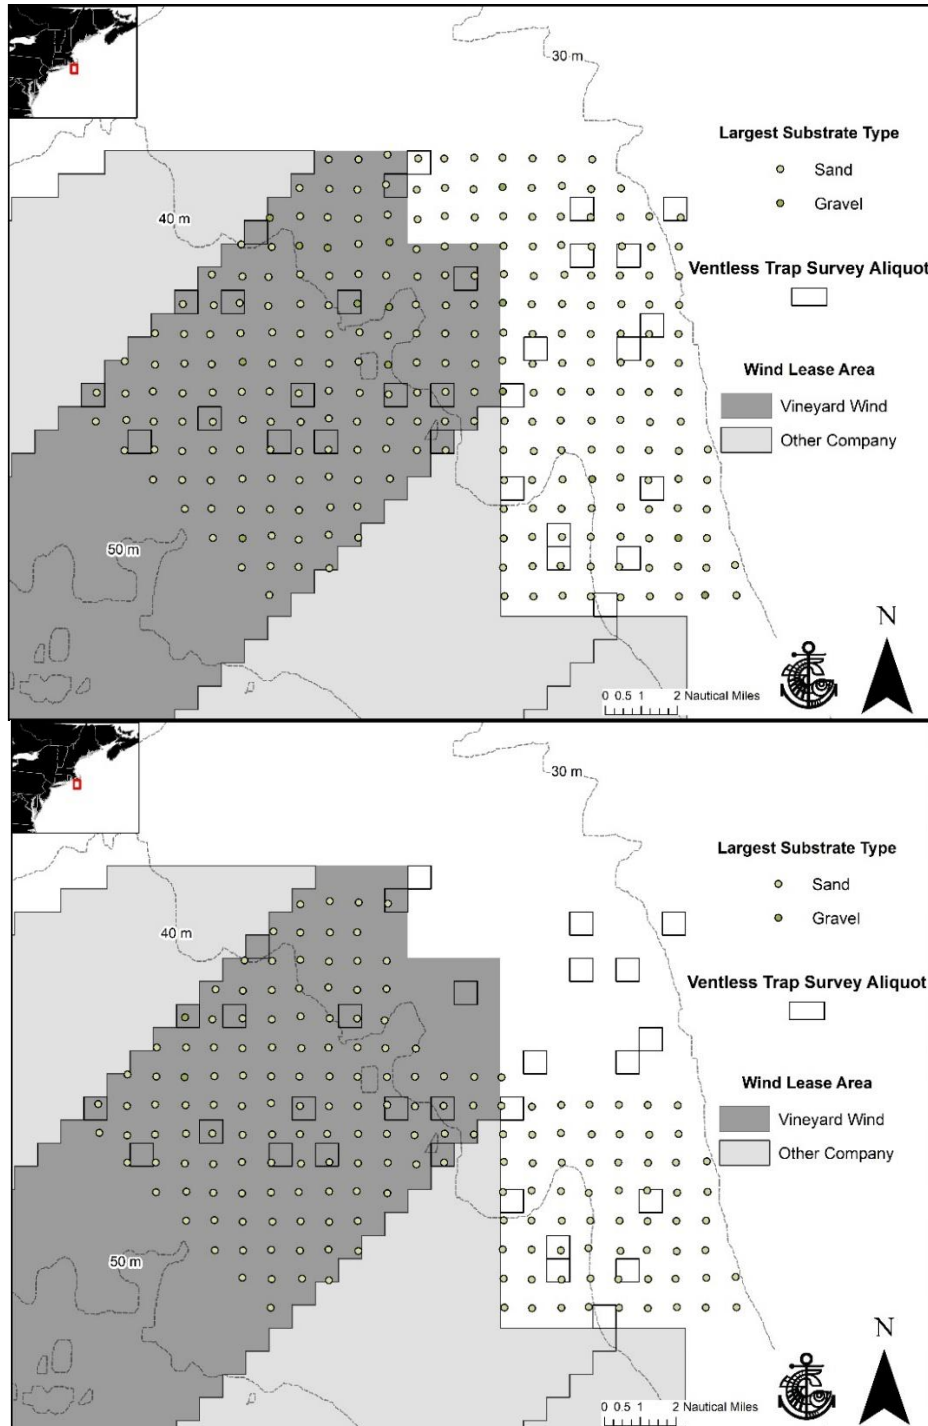 30 m
Largest Substrate Type
Sand
Gravel
40 m
Ventless Trap Survey Aliquot
Wind Lease Area
Vineyard Wind
Other Company
50 m
N
0 0.5 1 2 Nautical Miles
30 m
Largest Substrate Type
Sand
Gravel
40 m
Ventless Trap Survey Aliquot
Wind Lease Area
Vineyard Wind
Other Company
50 m
N
0 0.5 1 2 Nautical Miles